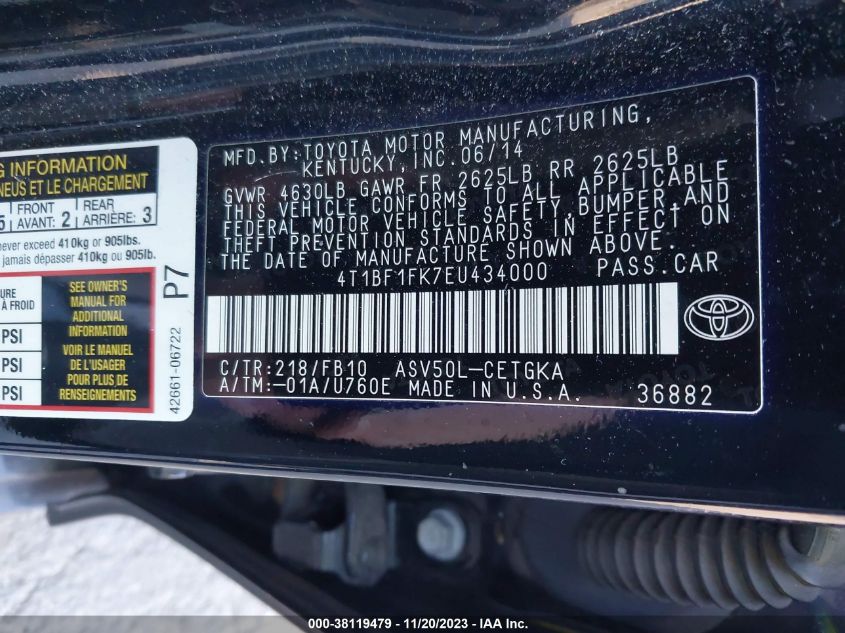 G INFORMATION
NEUS ET LE CHARGEMENT
5 FRONT AVANT: 2 REAR ARRIÈRE: 3
never exceed 410kg or 905lbs.
jamais dépasser 410kg ou 905lb.
URE
À FROID
PSI
PSI
PSI
SEE OWNER'S
MANUAL FOR
ADDITIONAL
INFORMATION
VOIR LE MANUEL
DE L'USAGER
POUR PLUS DE
RENSEIGNEMENTS
P7
42661-06722
MFD.BY:TOYOTA MOTOR MANUFACTURING,
KENTUCKY,INC.06/14
GVWR 4630LB GAWR FR 2625LB RR 2625LB
THIS VEHICLE CONFORMS TO ALL APPLICABLE
FEDERAL MOTOR VEHICLE SAFETY,BUMPER,AND
THEFT PREVENTION STANDARDS IN EFFECT ON
THE DATE OF MANUFACTURE SHOWN ABOVE.
4T1BF1FK7EU434000 PASS.CAR
C/TR:218/FB10 ASV50L-CETGKA
A/TM:-01A/U760E MADE IN U.S.A. 36882
000-38119479 - 11/20/2023 - IAA Inc.